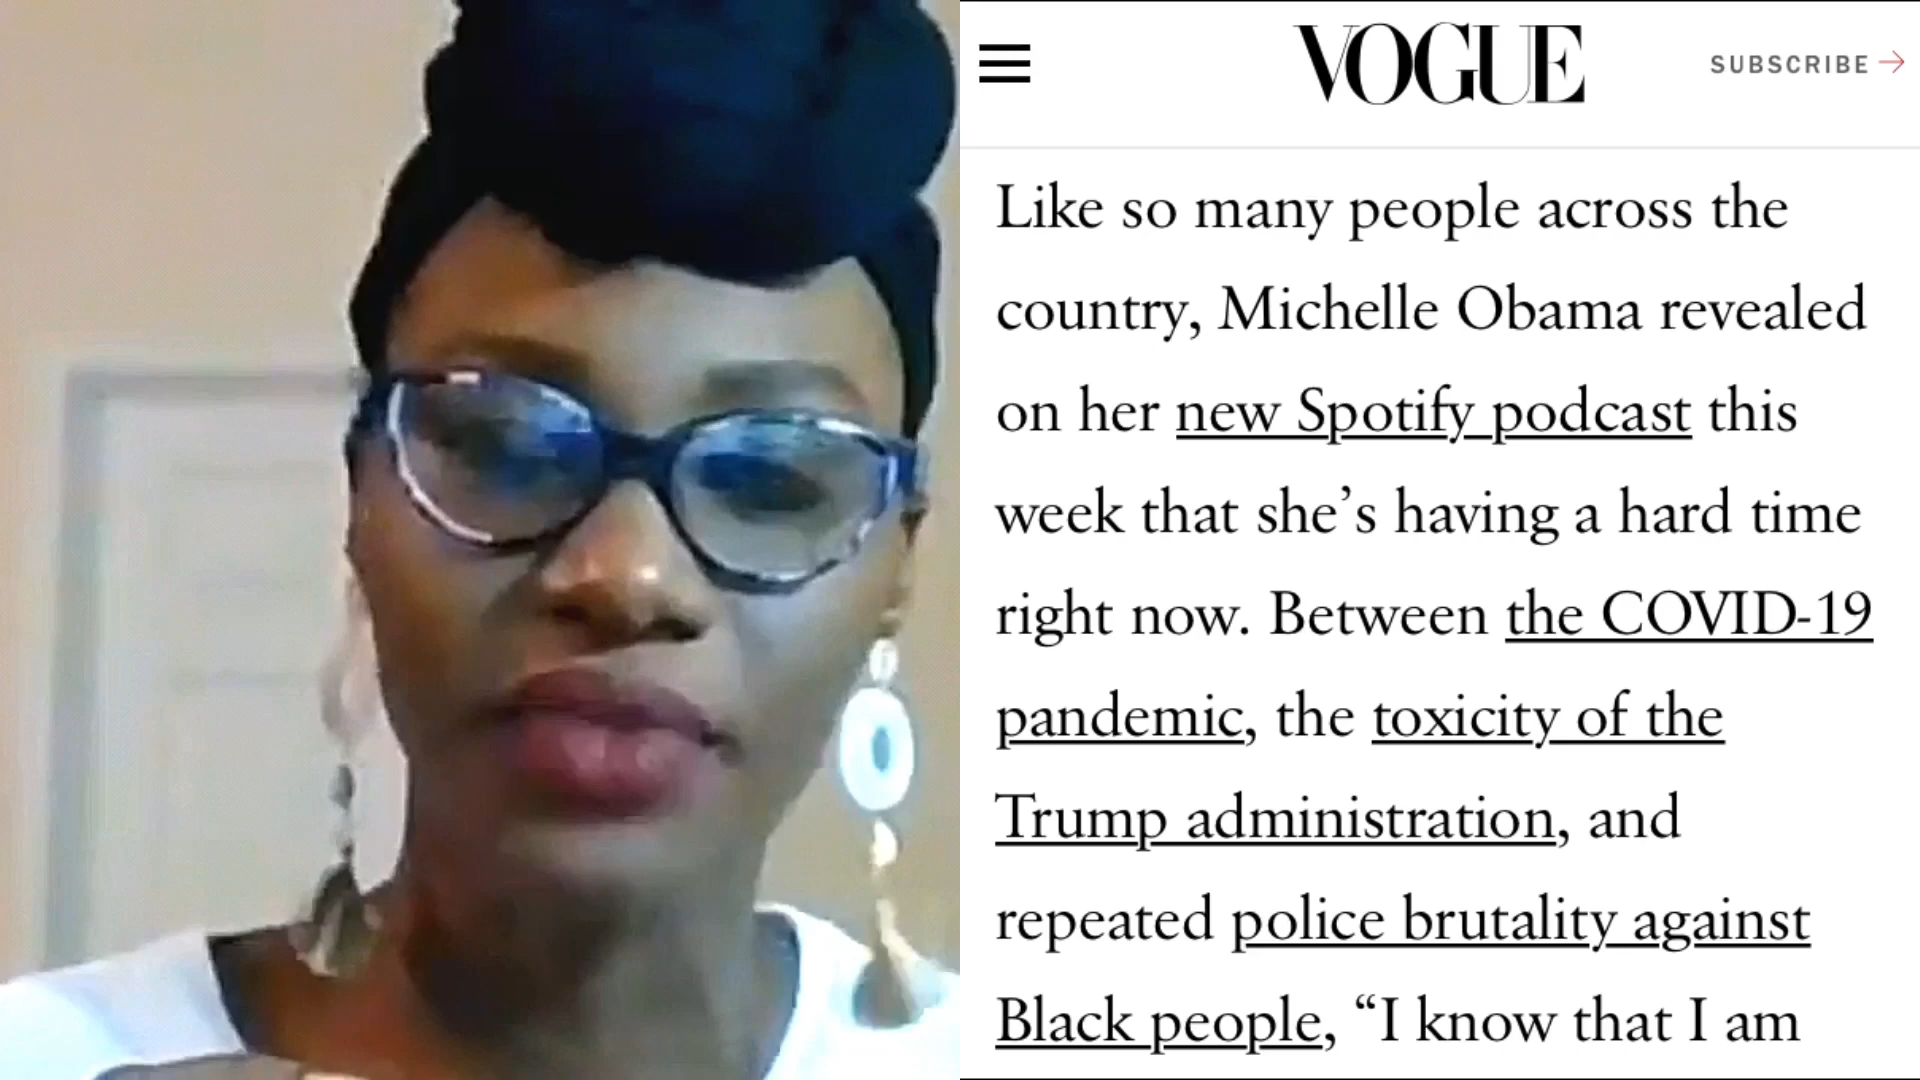 VOGUE
SUBSCRIBE →
Like so many people across the
country, Michelle Obama revealed
on her new Spotify podcast this
week that she’s having a hard time
right now. Between the COVID-19
pandemic, the toxicity of the
Trump administration, and
repeated police brutality against
Black people, “I know that I am